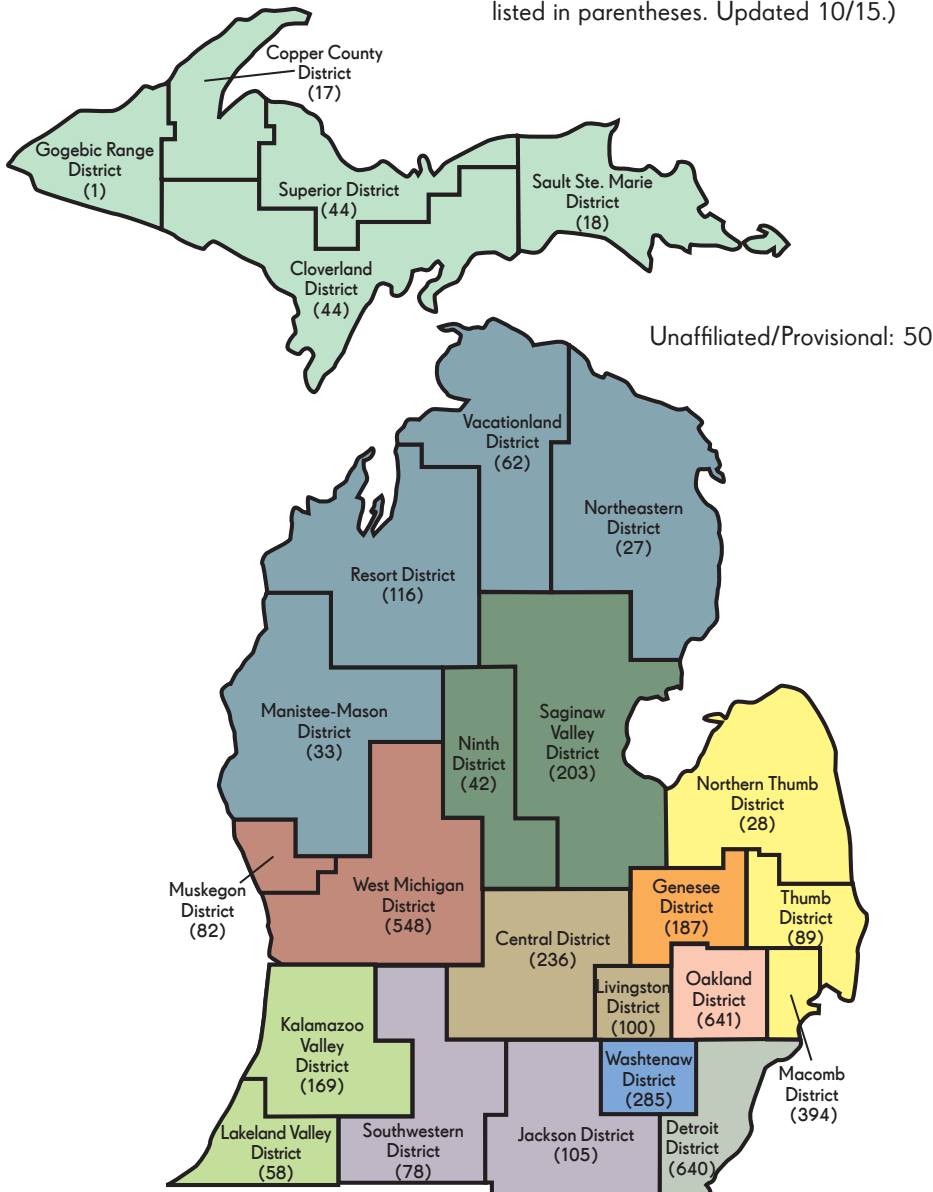 listed in parentheses. Updated 10/15.)
Copper County
District
(17)
Gogebic Range
District
(1)
Superior District
(44)
Sault Ste. Marie
District
(18)
Cloverland
District
(44)
Unaffiliated/Provisional: 50
Vacationland
District
(62)
Northeastern
District
(27)
Resort District
(116)
Manistee-Mason
District
(33)
Ninth
District
(42)
Saginaw
Valley
District
(203)
Northern Thumb
District
(28)
Muskegon
District
(82)
West Michigan
District
(548)
Genesee
District
(187)
Thumb
District
(89)
Central District
(236)
Livingston
District
(100)
Oakland
District
(641)
Kalamazoo
Valley
District
(169)
Washtenaw
District
(285)
Macomb
District
(394)
Lakeland Valley
District
(58)
Southwestern
District
(78)
Jackson District
(105)
Detroit
District
(640)